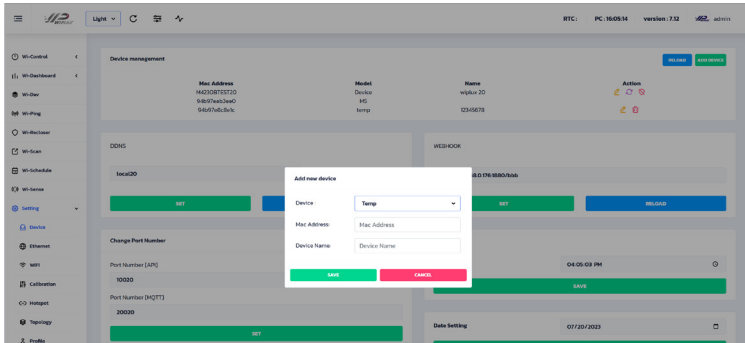 Light
RTC :
PC : 16:05:14
version : 7.12
admin
Wi-Control
Wi-Dashboard
Wi-Dev
Wi-Ping
Wi-Recloser
Wi-Scan
Wi-Schedule
Wi-Sense
Setting
Device
Ethernet
WIFI
Calibration
Hotspot
Topology
Profile
Device management
RELOAD
ADD DEVICE
Mac Address Model Name Action
Device wiplux 20
94b97eeb3ee0 MS
94b97e8c8e1c temp 12345678
DDNS
local20
SET
WEBHOOK
SET
RELOAD
Add new device
Device : Temp
Mac Address: Mac Address
Device Name: Device Name
SAVE CANCEL
Change Port Number
Port Number (API)
10020
Port Number (MQTT)
20020
SET
04:05:03 PM
SAVE
Date Setting
07/20/2023